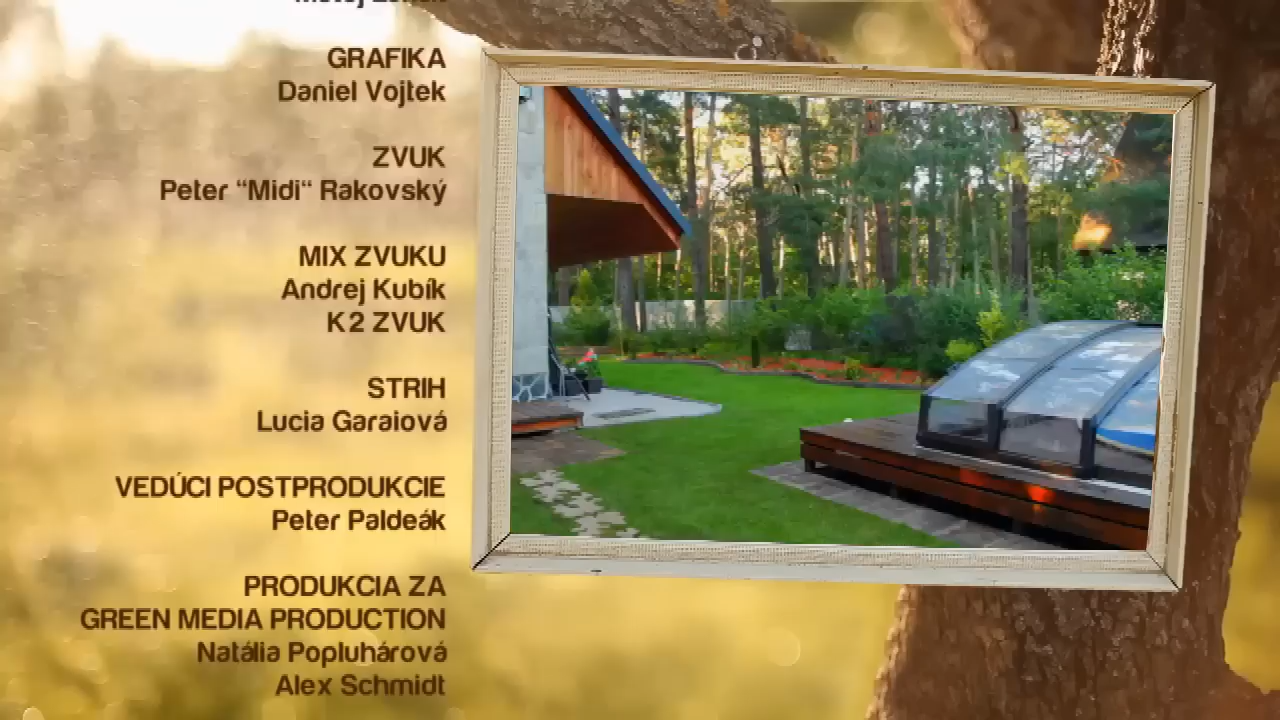 GRAFIKA
Daniel Vojtek
ZVUK
Peter “Midi“ Rakovský
MIX ZVUKU
Andrej Kubík
K2 ZVUK
STRIH
Lucia Garaiová
VEDÚCI POSTPRODUKCIE
Peter Paldeák
PRODUKCIA ZA
GREEN MEDIA PRODUCTION
Natália Popluhárová
Alex Schmidt